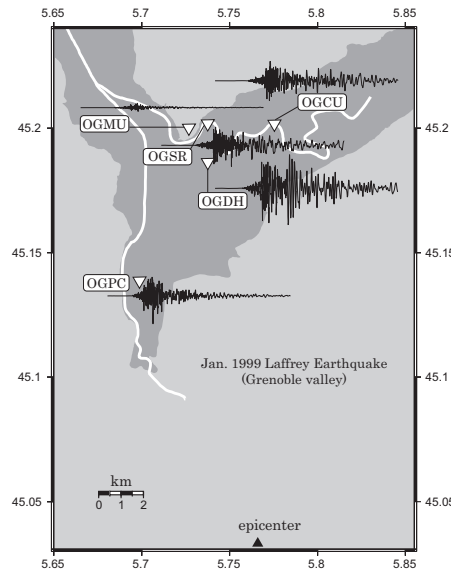 5.65 5.7 5.75 5.8 5.85
OGCU
OGMU
45.2 45.2
OGSR
OGDH
45.15 45.15
OGPC
Jan. 1999 Laffrey Earthquake
(Grenoble valley)
45.1 45.1
km
0 1 2
45.05 45.05
epicenter
5.65 5.7 5.75 5.8 5.85